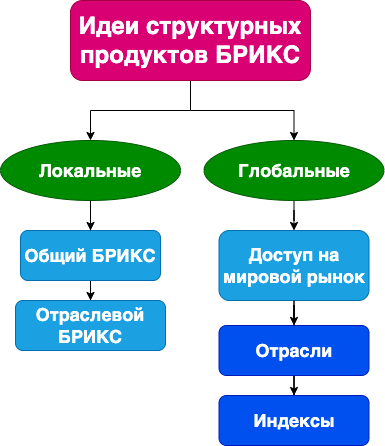 Идеи структурных
продуктов БРИКС
Локальные
Глобальные
Общий БРИКС
Отраслевой
БРИКС
Доступ на
мировой рынок
Отрасли
Индексы